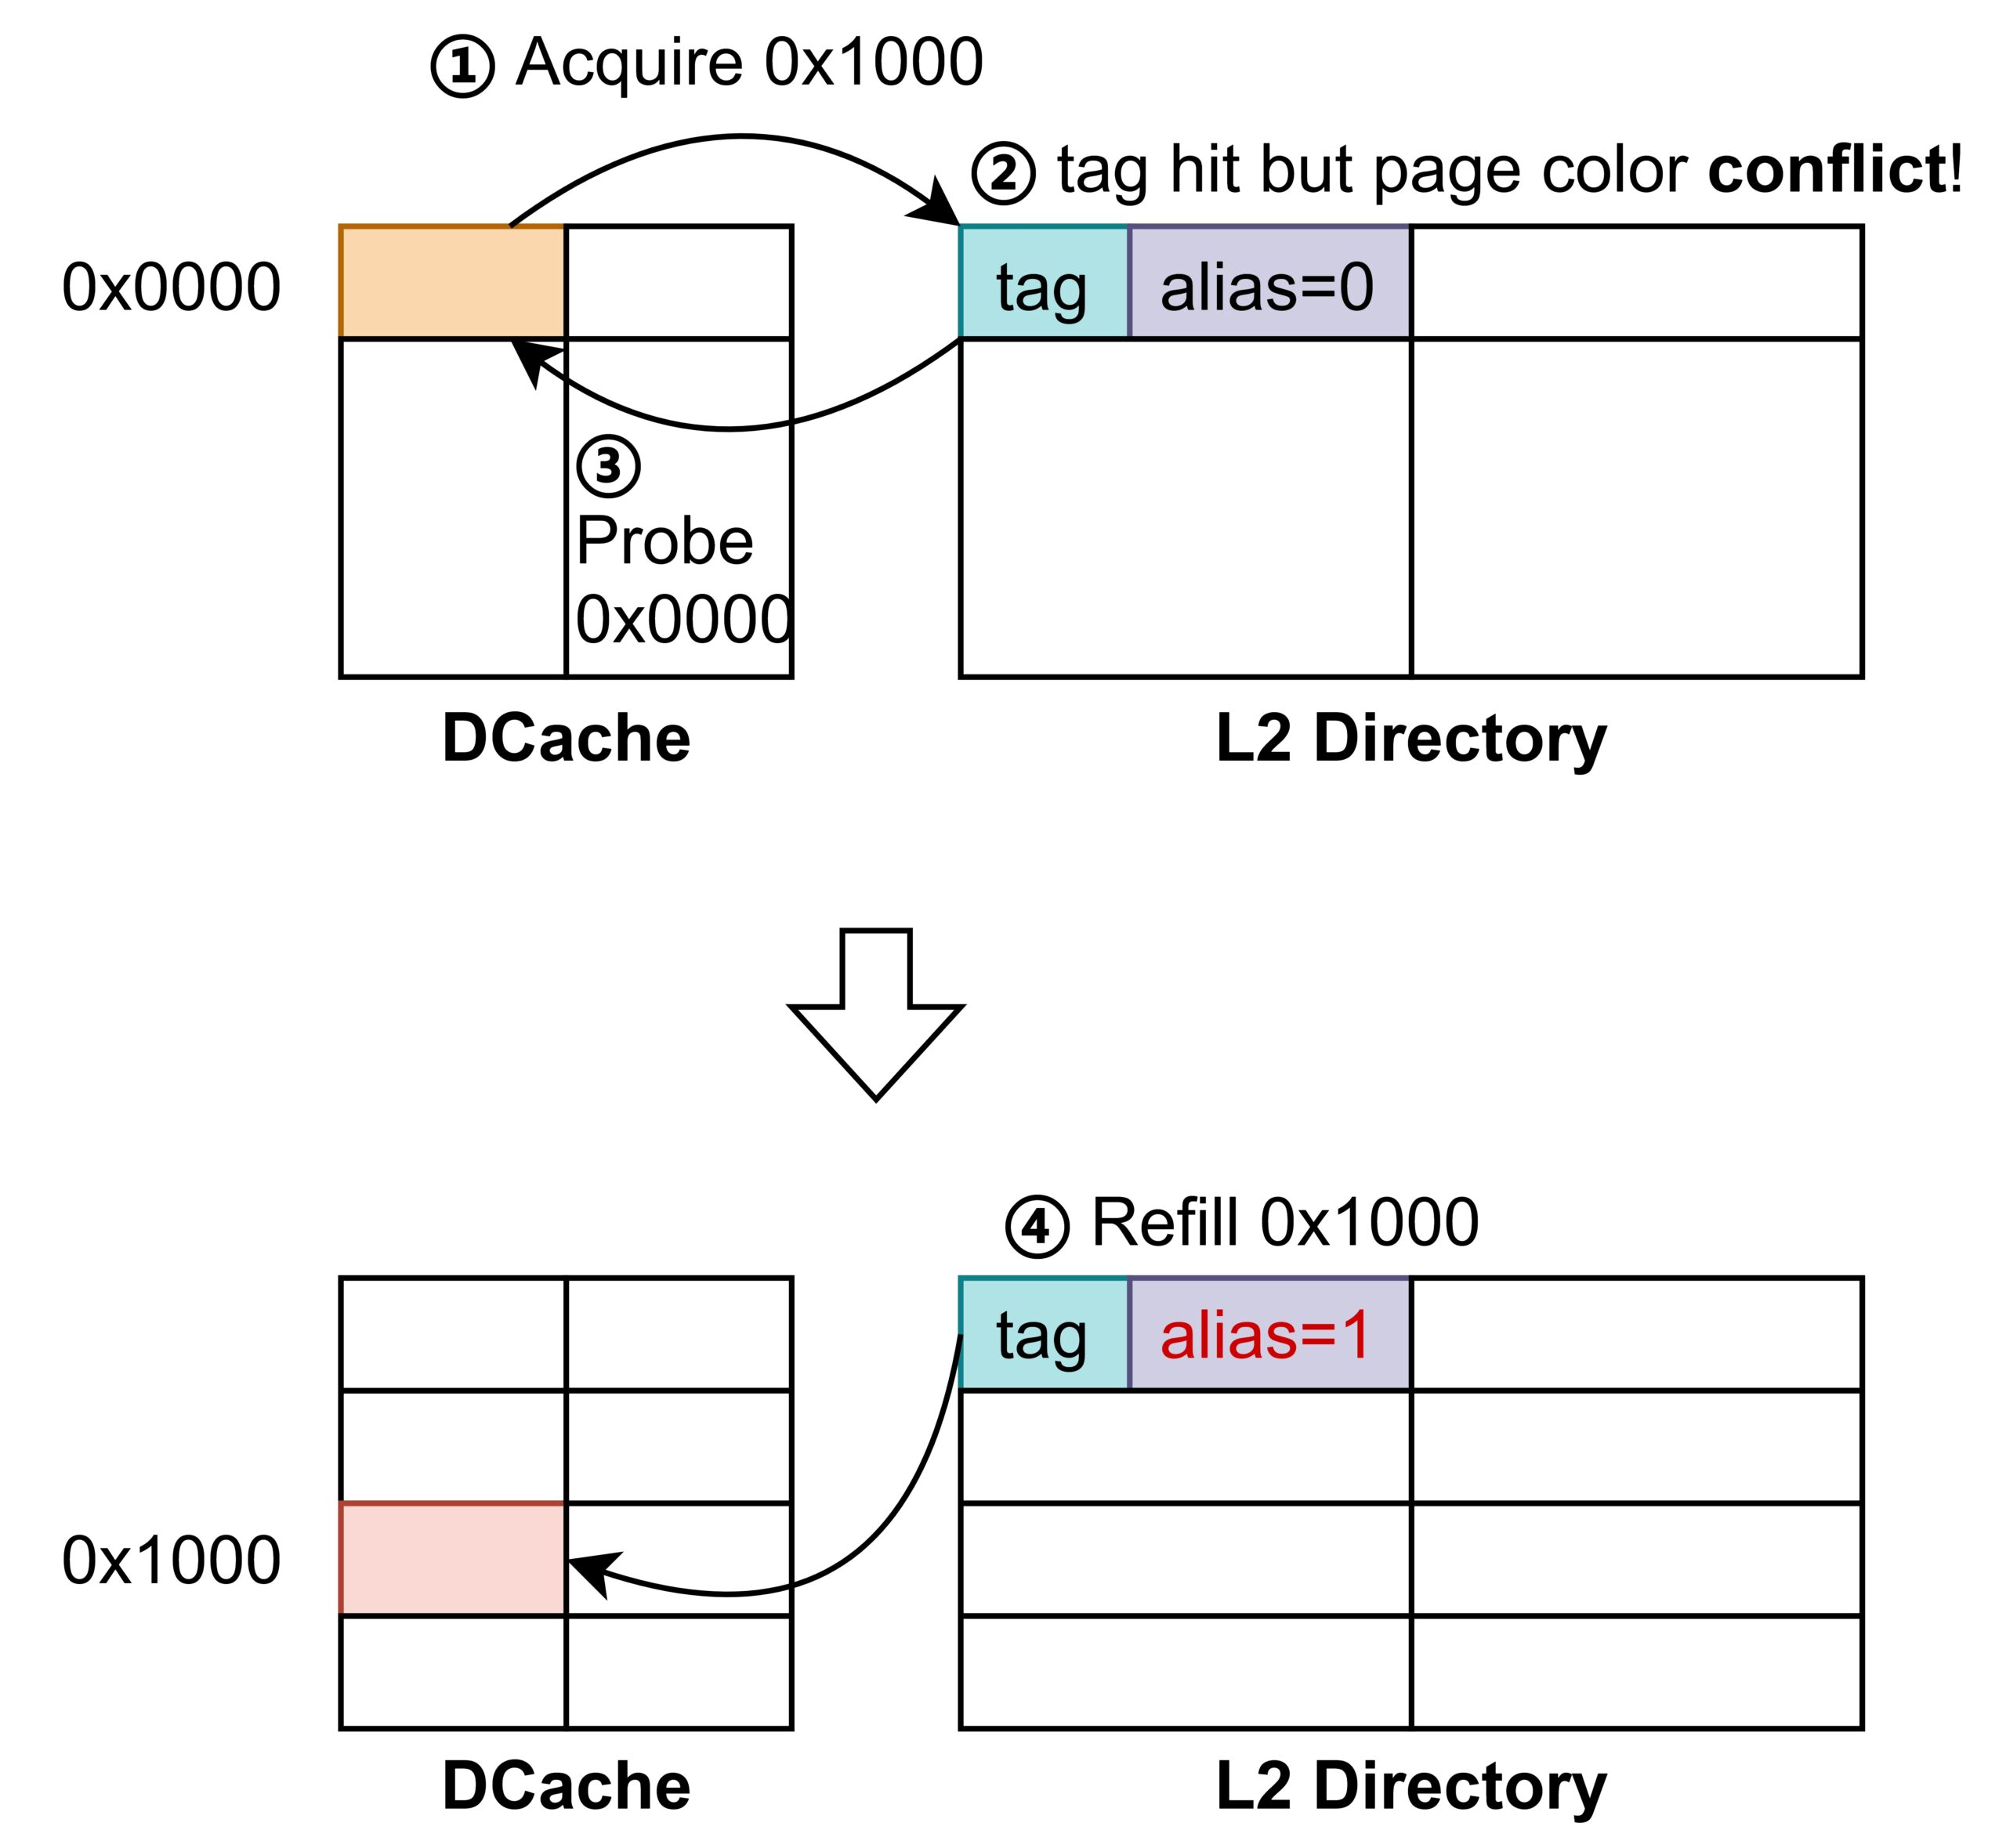 ① Acquire 0x1000
② tag hit but page color conflict!
0x0000
tag
alias=0
③
Probe
0x0000
DCache
L2 Directory
④ Refill 0x1000
tag
alias=1
0x1000
DCache
L2 Directory